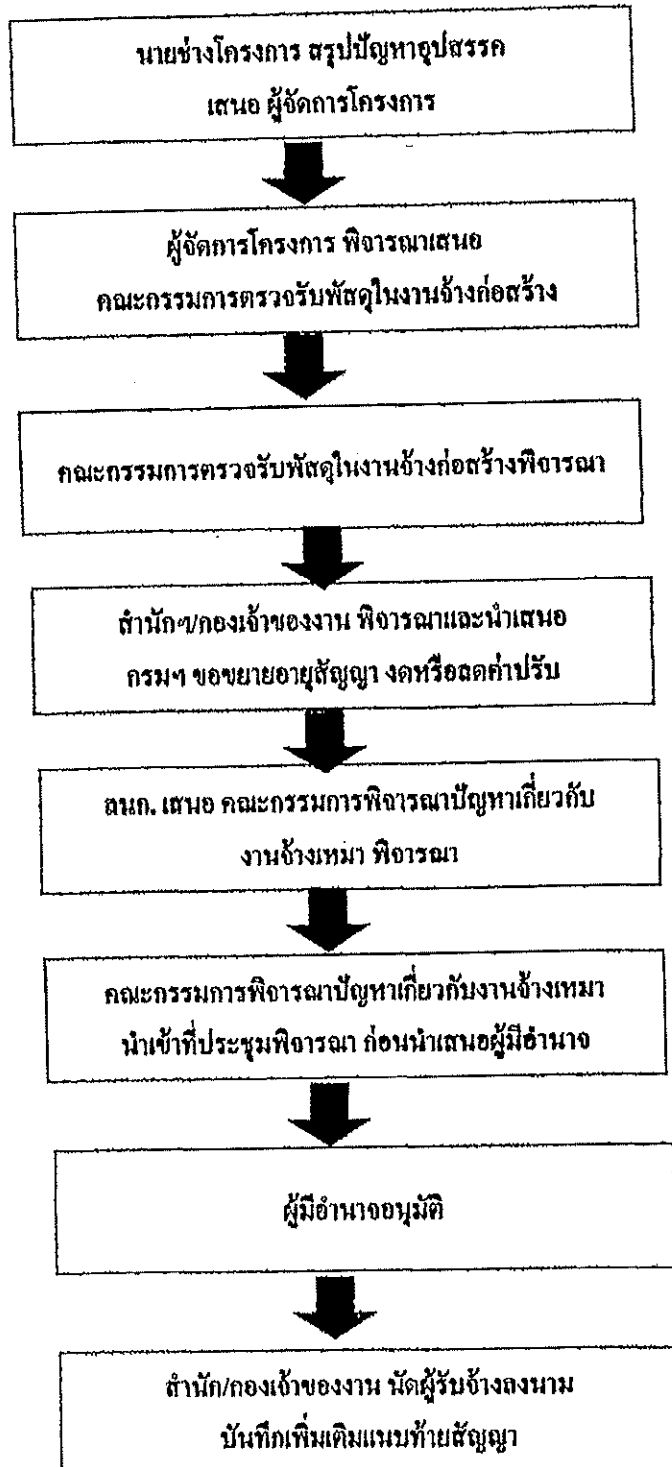 นายช่างโครงการ สรุปปัญหาอุปสรรค
เสนอ ผู้จัดการโครงการ
ผู้จัดการโครงการ พิจารณาเสนอ
คณะกรรมการตรวจรับพัสดุในงานจ้างก่อสร้าง
คณะกรรมการตรวจรับพัสดุในงานจ้างก่อสร้างพิจารณา
สำนักฯ/กองเจ้าของงาน พิจารณาและนำเสนอ
กรมฯ ขอขยายอายุสัญญา งดหรือลดค่าปรับ
ลนก. เสนอ คณะกรรมการพิจารณาปัญหาเกี่ยวกับ
งานจ้างเหมา พิจารณา
คณะกรรมการพิจารณาปัญหาเกี่ยวกับงานจ้างเหมา
นำเข้าที่ประชุมพิจารณา ก่อนนำเสนอผู้มีอำนาจ
ผู้มีอำนาจอนุมัติ
สำนัก/กองเจ้าของงาน นัดผู้รับจ้างลงนาม
บันทึกเพิ่มเติมแนบท้ายสัญญา